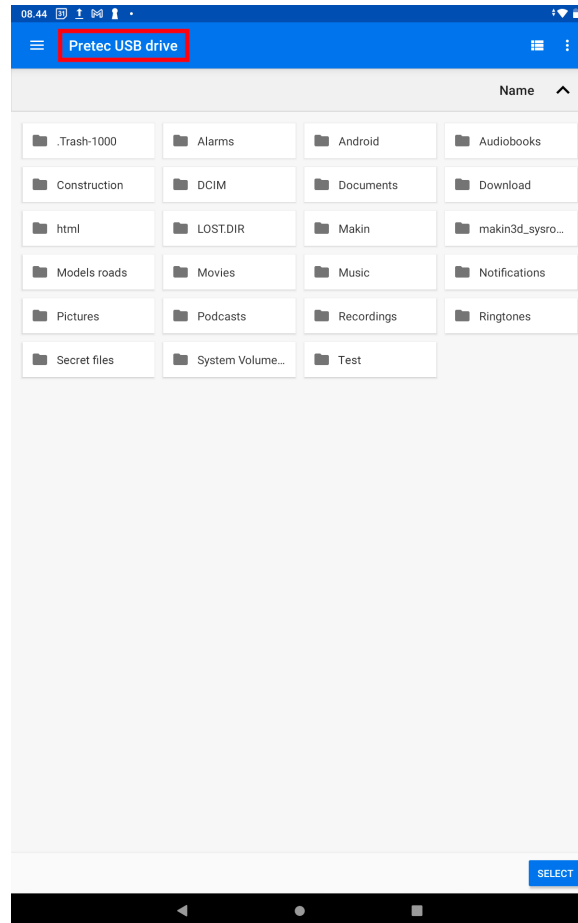 08.44 31
Pretec USB drive
Name
.Trash-1000 Alarms Android Audiobooks
Construction DCIM Documents Download
html LOST.DIR Makin makin3d_sysro...
Models roads Movies Music Notifications
Pictures Podcasts Recordings Ringtones
Secret files System Volume... Test
SELECT